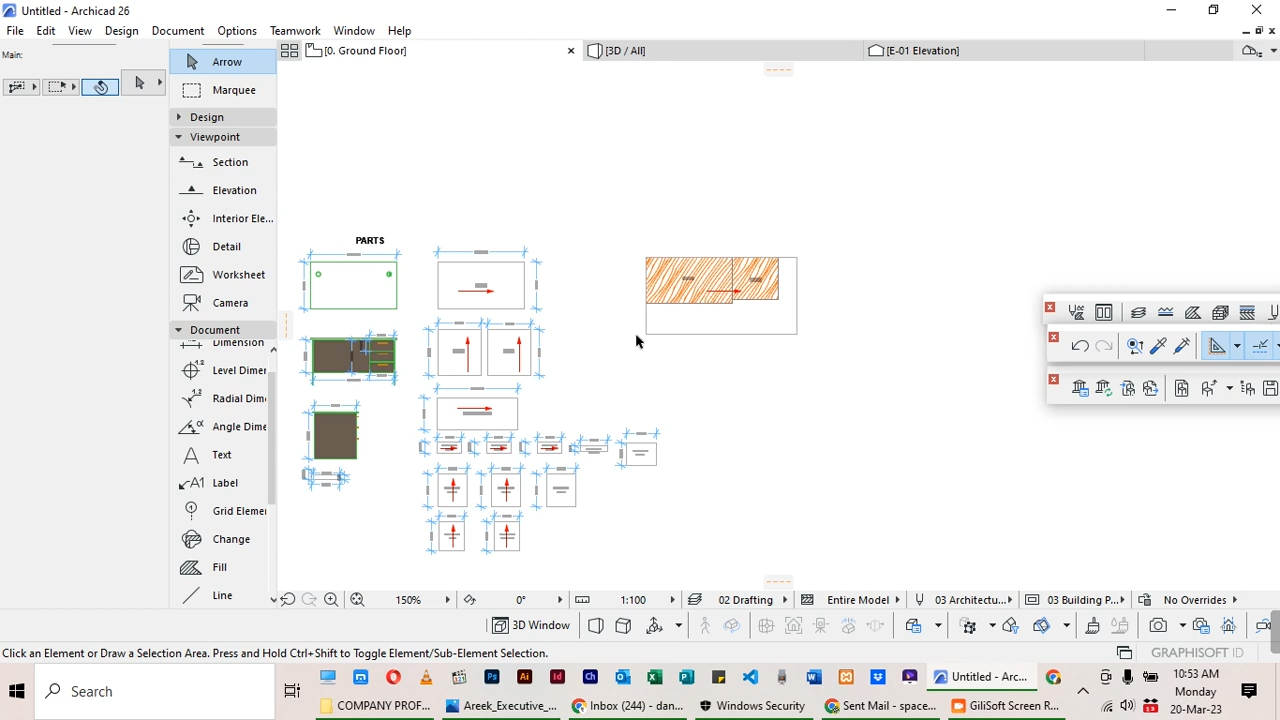 Untitled - Archicad 26
File Edit View Design Document Options Teamwork Window Help
Main:
Arrow
[0. Ground Floor]
[3D / All]
[E-01 Elevation]
Marquee
Design
Viewpoint
Section
Elevation
Interior Ele...
Detail
Worksheet
Camera
Document
Dimension
Level Dimer
Radial Dim
Angle Dime
Text
Label
Grid Elemer
Change
Fill
Line
PARTS
150% 0° 1:100 02 Drafting Entire Model 03 Architectu... 03 Building P... No Overrides
3D Window
Click an Element or Draw a Selection Area. Press and Hold Ctrl+Shift to Toggle Element/Sub-Element Selection.
GRAPHISOFT ID
Search
Untitled - Arc...
10:53 AM
Monday
20-Mar-23
COMPANY PROF...
Areek_Executive_...
Inbox (244) - dan...
Windows Security
Sent Mail - space...
GiliSoft Screen R...